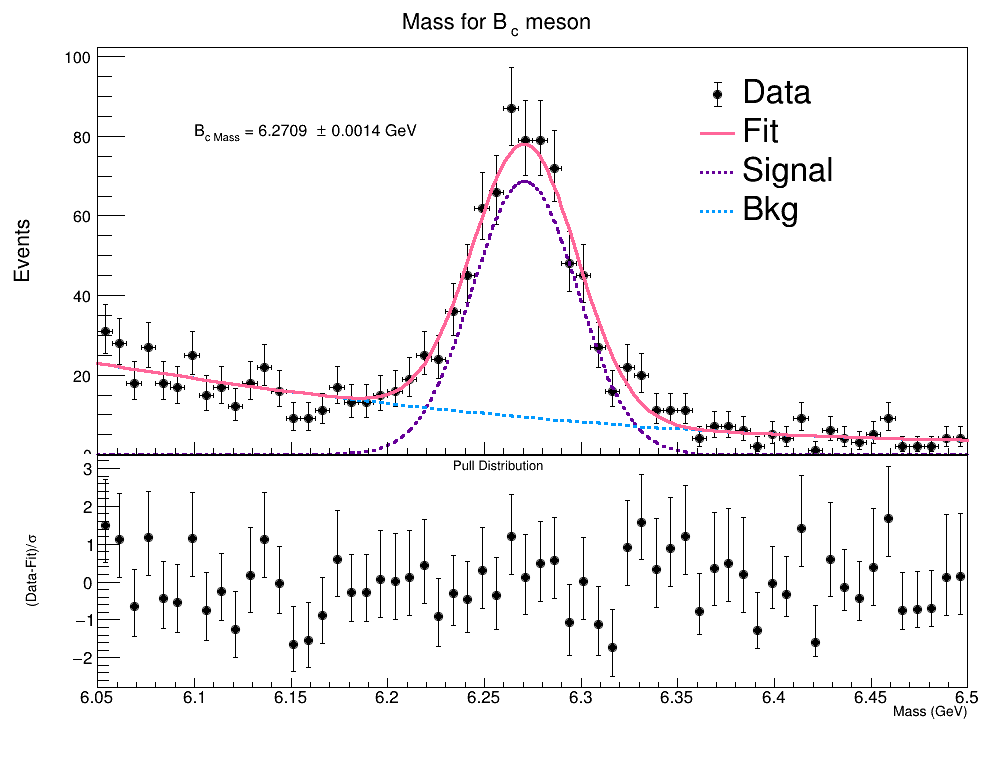 Mass for B c meson
100
80
60
40
20
0
Events
B c Mass = 6.2709 ± 0.0014 GeV
Data
Fit
Signal
Bkg
Pull Distribution
3
2
1
0
−1
−2
(Data-Fit)/σ
6.05 6.1 6.15 6.2 6.25 6.3 6.35 6.4 6.45 6.5
Mass (GeV)